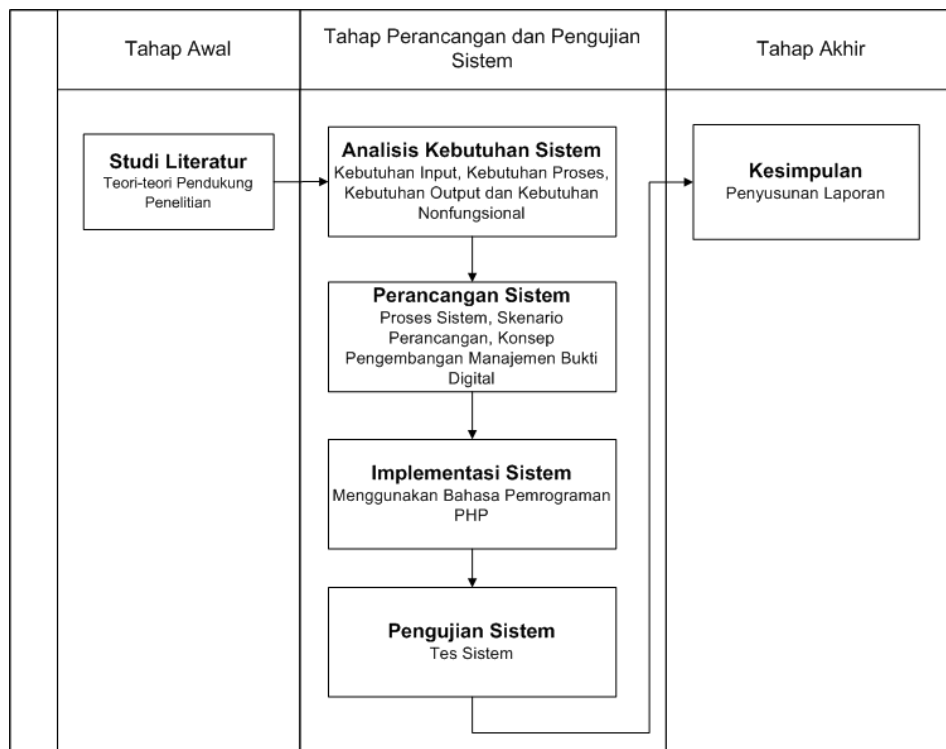 Tahap Awal
Tahap Perancangan dan Pengujian
Sistem
Tahap Akhir
Studi Literatur
Teori-teori Pendukung
Penelitian
Analisis Kebutuhan Sistem
Kebutuhan Input, Kebutuhan Proses,
Kebutuhan Output dan Kebutuhan
Nonfungsional
Perancangan Sistem
Proses Sistem, Skenario
Perancangan, Konsep
Pengembangan Manajemen Bukti
Digital
Implementasi Sistem
Menggunakan Bahasa Pemrograman
PHP
Pengujian Sistem
Tes Sistem
Kesimpulan
Penyusunan Laporan